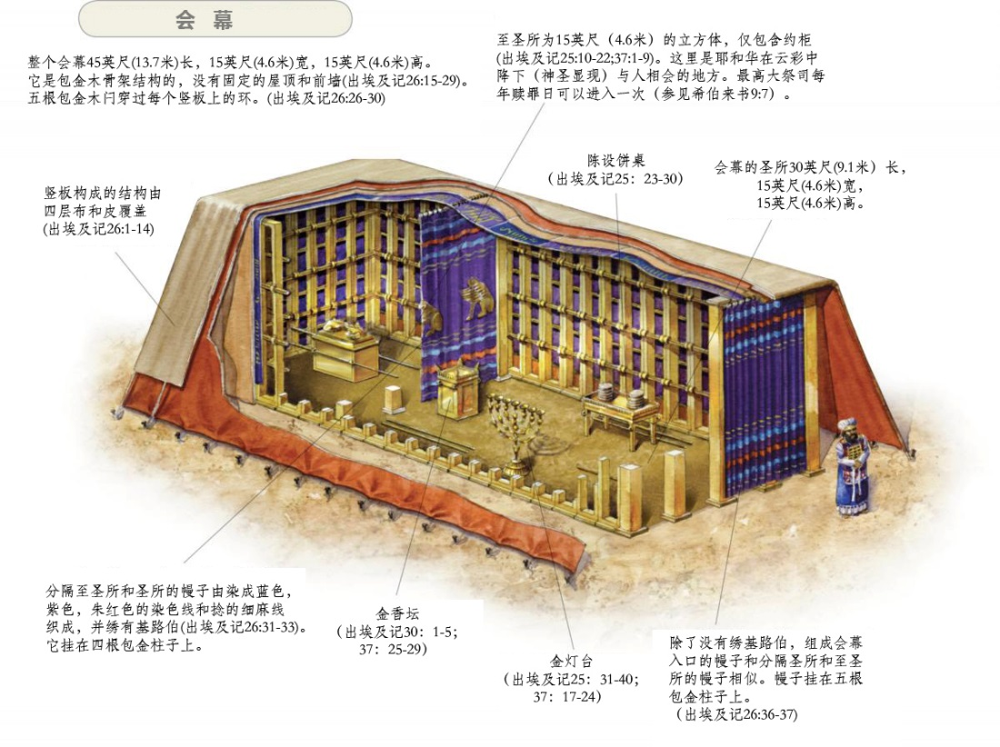 会 幕
整个会幕45英尺(13.7米)长，15英尺(4.6米)宽，15英尺(4.6米)高。
它是包金木骨架结构的，没有固定的屋顶和前墙(出埃及记26:15-29)。
五根包金木闩穿过每个竖板上的环。(出埃及记26:26-30)
至圣所为15英尺（4.6米）的立方体，仅包含约柜
(出埃及记25:10-22;37:1-9)。这里是耶和华在云彩中
降下（神圣显现）与人相会的地方。最高大祭司每
年赎罪日可以进入一次（参见希伯来书9:7）。
陈设饼桌
(出埃及记25：23-30)
会幕的圣所30英尺(9.1米）长，
15英尺(4.6米)宽，
15英尺(4.6米)高。
竖板构成的结构由
四层布和皮覆盖
(出埃及记26:1-14)
分隔至圣所和圣所的幔子由染成蓝色，
紫色，朱红色的染色线和捻的细麻线
织成，并绣有基路伯(出埃及记26:31-33)。
它挂在四根包金柱子上。
金香坛
（出埃及记30：1-5；
37：25-29)
金灯台
（出埃及记25：31-40；
37：17-24)
除了没有绣基路伯，组成会幕
入口的幔子和分隔圣所和至圣
所的幔子相似。幔子挂在五根
包金柱子上。
（出埃及记26:36-37)